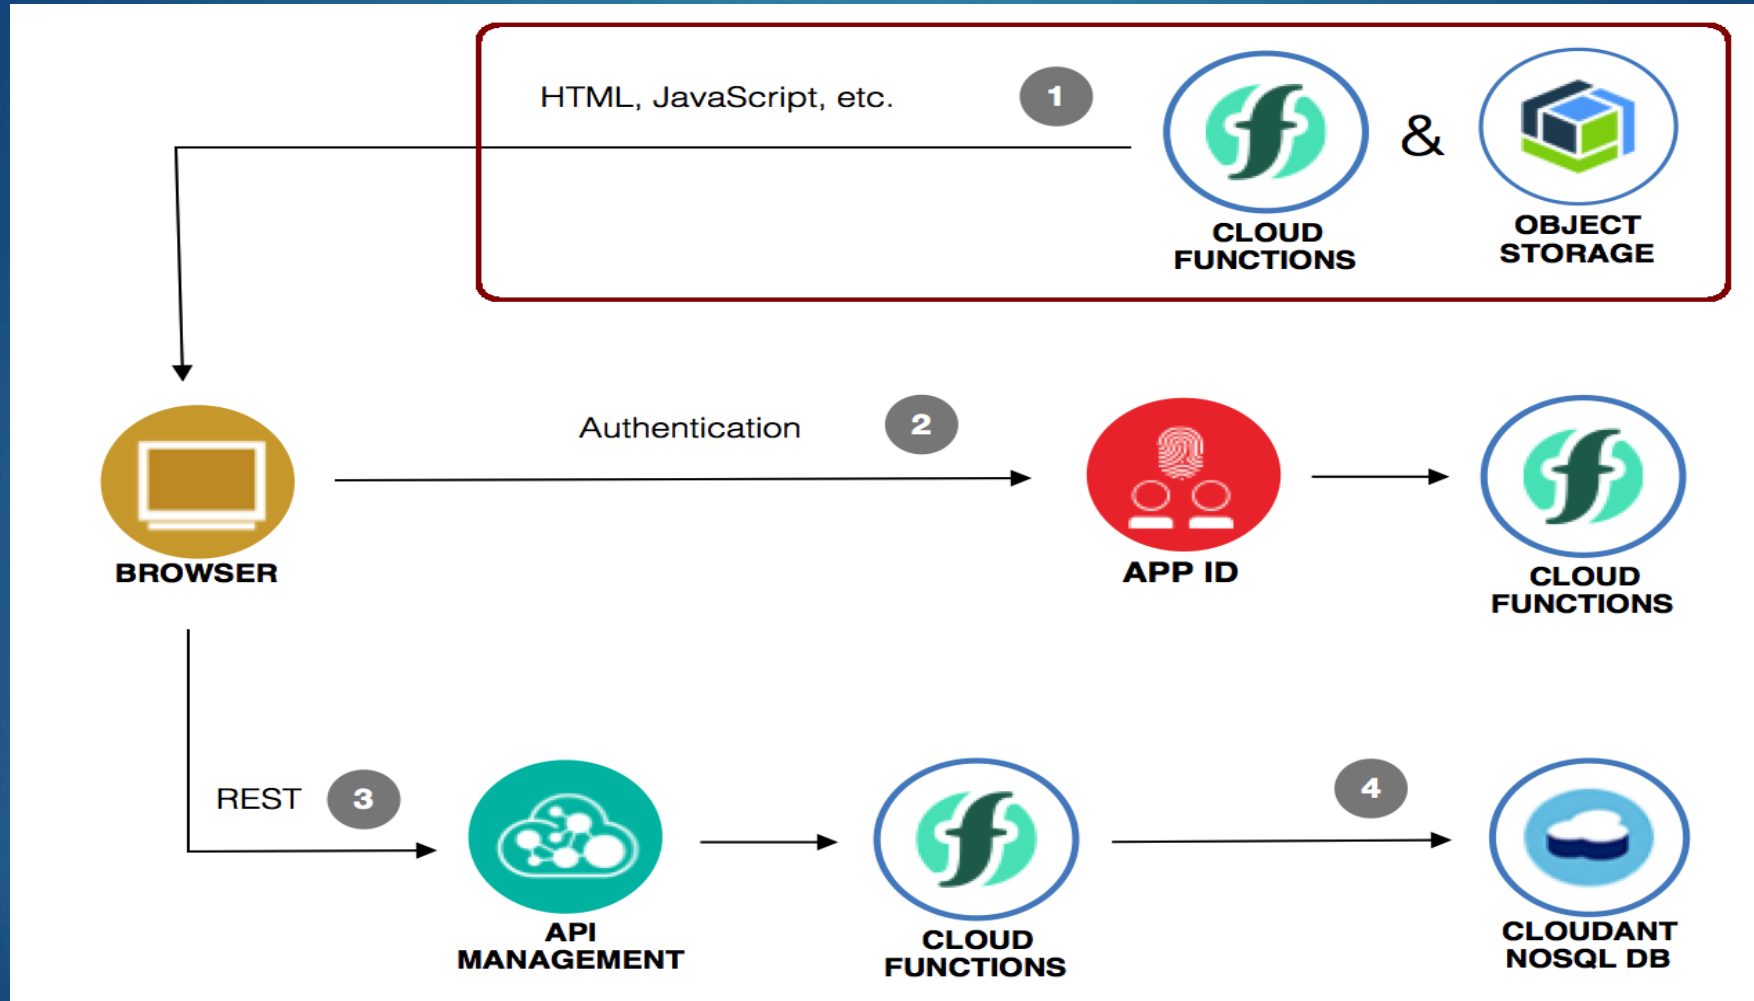 HTML, JavaScript, etc.
1
&
CLOUD
FUNCTIONS
OBJECT
STORAGE
Authentication
2
BROWSER
APP ID
CLOUD
FUNCTIONS
REST
3
4
API
MANAGEMENT
CLOUD
FUNCTIONS
CLOUDANT
NOSQL DB